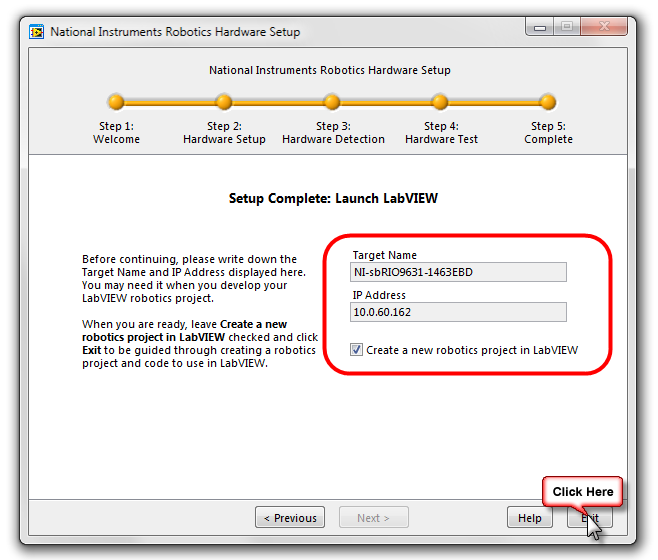 National Instruments Robotics Hardware Setup
National Instruments Robotics Hardware Setup
Step 1:
Welcome
Step 2:
Hardware Setup
Step 3:
Hardware Detection
Step 4:
Hardware Test
Step 5:
Complete
Setup Complete: Launch LabVIEW
Before continuing, please write down the
Target Name and IP Address displayed here.
You may need it when you develop your
LabVIEW robotics project.
When you are ready, leave Create a new
robotics project in LabVIEW checked and click
Exit to be guided through creating a robotics
project and code to use in LabVIEW.
Target Name
NI-sbRIO9631-1463EBD
IP Address
10.0.60.162
Create a new robotics project in LabVIEW
Click Here
< Previous
Next >
Help
Exit